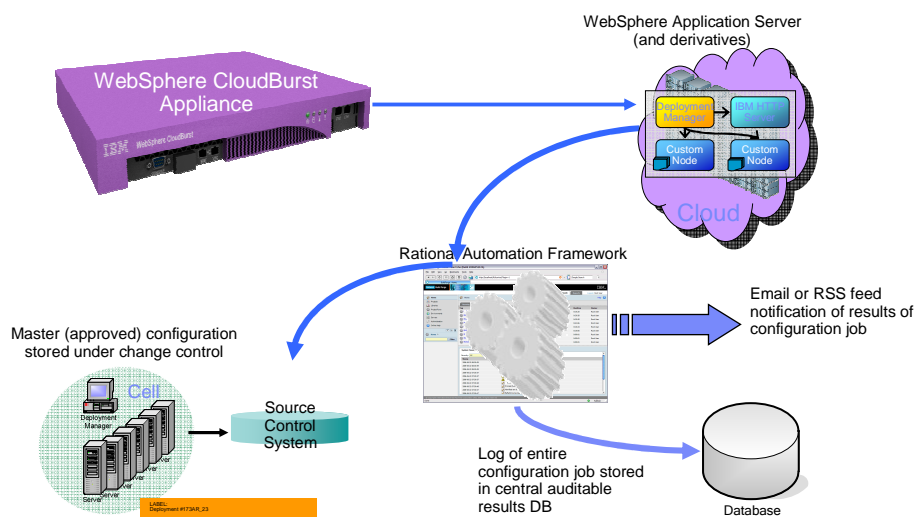 WebSphere Application Server
(and derivatives)
WebSphere CloudBurst
Appliance
IBM
WebSphere CloudBurst
Deployment
Manager
IBM HTTP
Server
Custom
Node
Custom
Node
Cloud
Rational Automation Framework
Email or RSS feed
notification of results of
configuration job
Master (approved) configuration
stored under change control
Cell
Deployment
Manager
Server
Server
Server
Source
Control
System
LABEL:
Deployment #173AR_23
Log of entire
configuration job stored
in central auditable
results DB
Database